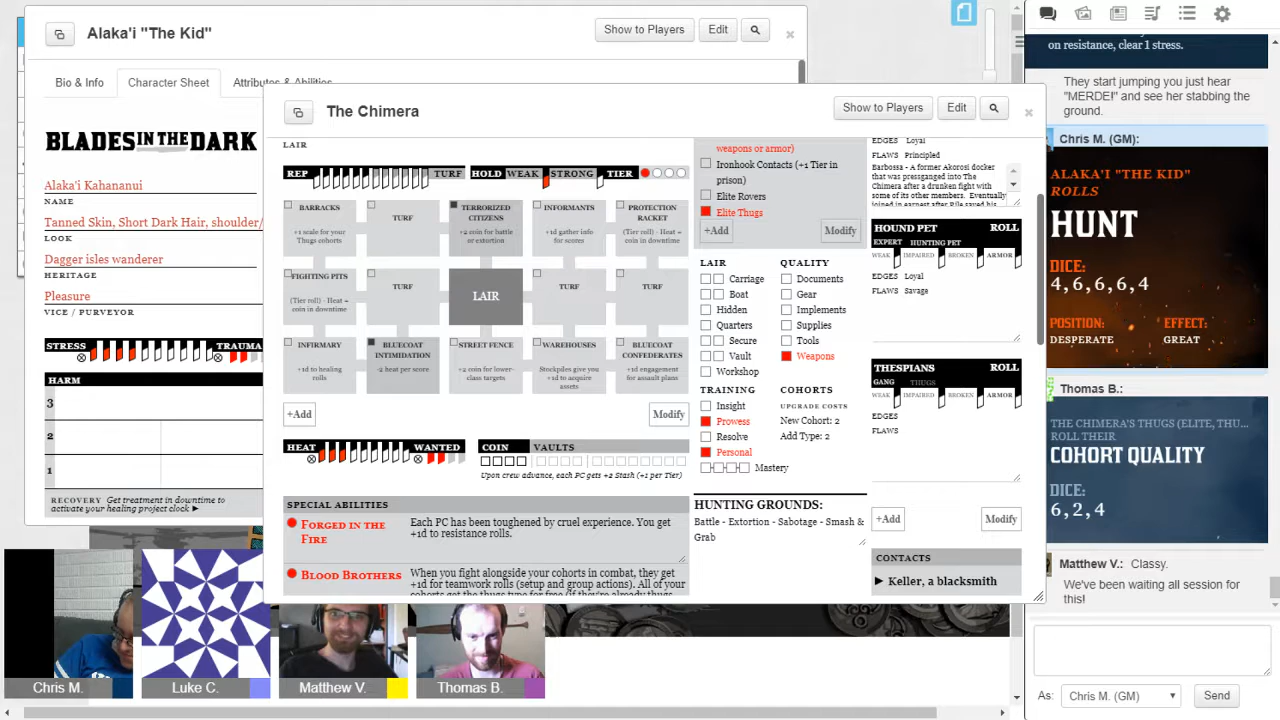 Alaka'i "The Kid"
Show to Players
Edit
Bio & Info
Character Sheet
Attributes & Abilities
BLADES IN THE DARK
Alaka'i Kahananui
NAME
Tanned Skin, Short Dark Hair, shoulder/
LOOK
Dagger isles wanderer
HERITAGE
Pleasure
VICE / PURVEYOR
STRESS
TRAUMA
HARM
3
2
1
RECOVERY Get treatment in downtime to
activate your healing project clock ►
The Chimera
Show to Players
Edit
LAIR
REP
TURF
HOLD
WEAK
STRONG
TIER
BARRACKS
+1 scale for your
Thugs cohorts
TURF
TERRORIZED
CITIZENS
+2 coin for battle
or extortion
INFORMANTS
+1d gather info
for scores
PROTECTION
RACKET
(Tier roll) - Heat =
coin in downtime
FIGHTING PITS
(Tier roll) - Heat =
coin in downtime
TURF
LAIR
TURF
TURF
INFIRMARY
+1d to healing
rolls
BLUECOAT
INTIMIDATION
-2 heat per score
STREET FENCE
+2 coin for lower-
class targets
WAREHOUSES
Stockpiles give you
+1d to acquire
assets
BLUECOAT
CONFEDERATES
+1d engagement
for assault plans
+Add
Modify
HEAT
WANTED
COIN
VAULTS
Upon crew advance, each PC gets +2 Stash (+1 per Tier)
SPECIAL ABILITIES
FORGED IN THE
FIRE
Each PC has been toughened by cruel experience. You get
+1d to resistance rolls.
BLOOD BROTHERS
When you fight alongside your cohorts in combat, they get
+1d for teamwork rolls (setup and group actions). All of your
cohorts get the thugs type for free (if they're already thugs,
weapons or armor)
Ironhook Contacts (+1 Tier in
prison)
Elite Rovers
Elite Thugs
+Add
Modify
LAIR
Carriage
Boat
Hidden
Quarters
Secure
Vault
Workshop
QUALITY
Documents
Gear
Implements
Supplies
Tools
Weapons
TRAINING
Insight
Prowess
Resolve
Personal
Mastery
COHORTS
UPGRADE COSTS
New Cohort: 2
Add Type: 2
HUNTING GROUNDS:
Battle - Extortion - Sabotage - Smash &
Grab
EDGES Loyal
FLAWS Principled
Barbossa - A former Akorosi docker
that was pressganged into The
Chimera after a drunken fight with
some of its other members. Eventually
joined in earnest after Rile saved his
HOUND PET
ROLL
EXPERT
HUNTING PET
WEAK
IMPAIRED
BROKEN
ARMOR
EDGES Loyal
FLAWS Savage
THESPIANS
ROLL
GANG
THUGS
WEAK
IMPAIRED
BROKEN
ARMOR
EDGES
FLAWS
+Add
Modify
CONTACTS
► Keller, a blacksmith
on resistance, clear 1 stress.
They start jumping you just hear
"MERDE!" and see her stabbing the
ground.
Chris M. (GM):
ALAKA'I "THE KID"
ROLLS
HUNT
DICE:
4,6,6,6,4
POSITION:
DESPERATE
EFFECT:
GREAT
Thomas B.:
THE CHIMERA'S THUGS (ELITE, THU...
ROLL THEIR
COHORT QUALITY
DICE:
6,2,4
Matthew V.: Classy.
We've been waiting all session for
this!
As:
Chris M. (GM)
Send
Chris M.
Luke C.
Matthew V.
Thomas B.